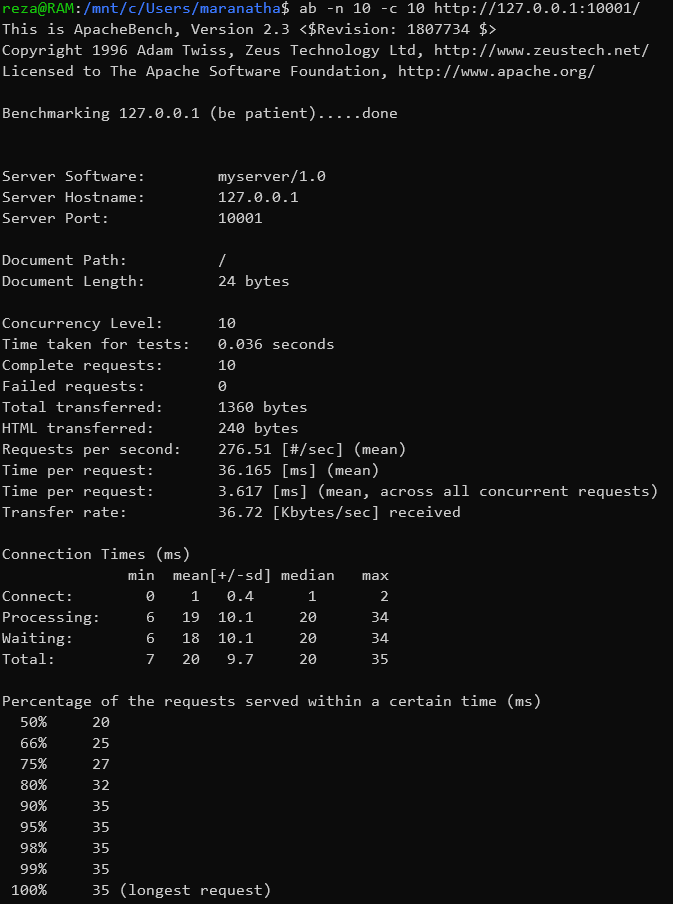 reza@RAM:/mnt/c/Users/maranatha$ ab -n 10 -c 10 http://127.0.0.1:10001/
This is ApacheBench, Version 2.3 <$Revision: 1807734 $>
Copyright 1996 Adam Twiss, Zeus Technology Ltd, http://www.zeustech.net/
Licensed to The Apache Software Foundation, http://www.apache.org/

Benchmarking 127.0.0.1 (be patient).....done


Server Software:        myserver/1.0
Server Hostname:        127.0.0.1
Server Port:            10001

Document Path:          /
Document Length:        24 bytes

Concurrency Level:      10
Time taken for tests:   0.036 seconds
Complete requests:      10
Failed requests:        0
Total transferred:      1360 bytes
HTML transferred:       240 bytes
Requests per second:    276.51 [#/sec] (mean)
Time per request:       36.165 [ms] (mean)
Time per request:       3.617 [ms] (mean, across all concurrent requests)
Transfer rate:          36.72 [Kbytes/sec] received

Connection Times (ms)
              min  mean[+/-sd] median   max
Connect:        0    1   0.4      1       2
Processing:     6   19  10.1     20      34
Waiting:        6   18  10.1     20      34
Total:          7   20   9.7     20      35

Percentage of the requests served within a certain time (ms)
  50%     20
  66%     25
  75%     27
  80%     32
  90%     35
  95%     35
  98%     35
  99%     35
 100%     35 (longest request)